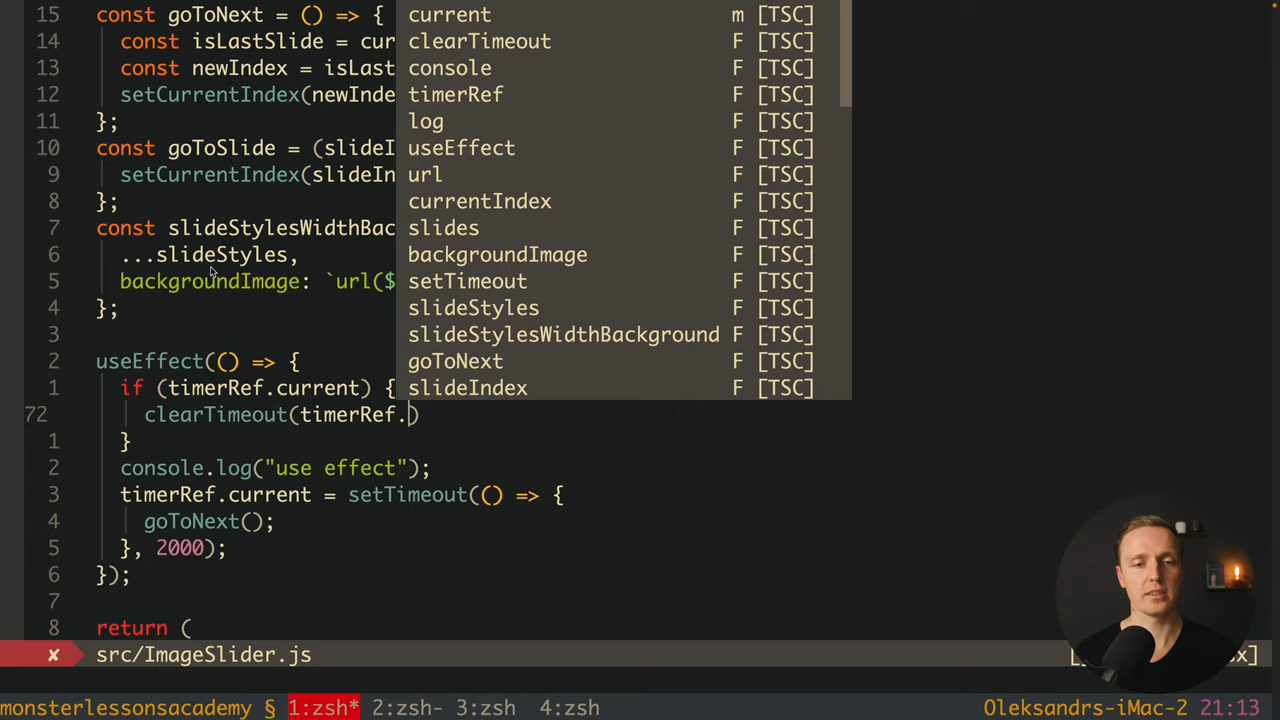 15 const goToNext = () => { current m [TSC]
14 const isLastSlide = cur clearTimeout F [TSC]
13 const newIndex = isLast console F [TSC]
12 setCurrentIndex(newInde timerRef F [TSC]
11 }; log F [TSC]
10 const goToSlide = (slideI useEffect F [TSC]
9 setCurrentIndex(slideIn url F [TSC]
8 }; currentIndex F [TSC]
7 const slideStylesWidthBac slides F [TSC]
6 ...slideStyles, backgroundImage F [TSC]
5 backgroundImage: `url($ setTimeout F [TSC]
4 }; slideStyles F [TSC]
3 slideStylesWidthBackground F [TSC]
2 useEffect(() => { goToNext F [TSC]
1 if (timerRef.current) { slideIndex F [TSC]
72 clearTimeout(timerRef.)
1 }
2 console.log("use effect");
3 timerRef.current = setTimeout(() => {
4 goToNext();
5 }, 2000);
6 });
7
8 return (
✘ src/ImageSlider.js [ x]
monsterlessonsacademy § 1:zsh* 2:zsh- 3:zsh 4:zsh Oleksandrs-iMac-2 21:13